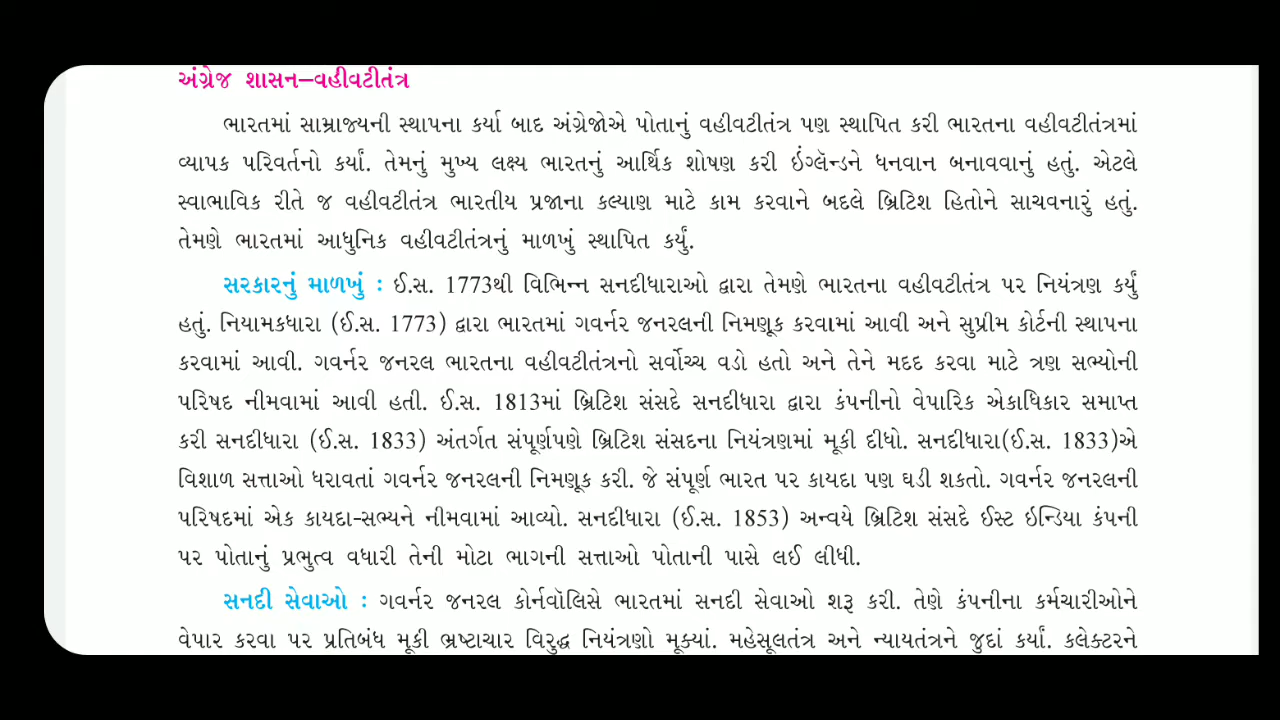 અંગ્રેજ શાસન–વહીવટીતંત્ર
ભારતમાં સામ્રાજ્યની સ્થાપના કર્યા બાદ અંગ્રેજોએ પોતાનું વહીવટીતંત્ર પણ સ્થાપિત કરી ભારતના વહીવટીતંત્રમાં
વ્યાપક પરિવર્તનો કર્યાં. તેમનું મુખ્ય લક્ષ્ય ભારતનું આર્થિક શોષણ કરી ઇંગ્લૅન્ડને ધનવાન બનાવવાનું હતું. એટલે
સ્વાભાવિક રીતે જ વહીવટીતંત્ર ભારતીય પ્રજાના કલ્યાણ માટે કામ કરવાને બદલે બ્રિટિશ હિતોને સાચવનારું હતું.
તેમણે ભારતમાં આધુનિક વહીવટીતંત્રનું માળખું સ્થાપિત કર્યું.
સરકારનું માળખું : ઈ.સ. 1773થી વિભિન્ન સનદીધારાઓ દ્વારા તેમણે ભારતના વહીવટીતંત્ર પર નિયંત્રણ કર્યું
હતું. નિયામકધારા (ઈ.સ. 1773) દ્વારા ભારતમાં ગવર્નર જનરલની નિમણૂક કરવામાં આવી અને સુપ્રીમ કોર્ટની સ્થાપના
કરવામાં આવી. ગવર્નર જનરલ ભારતના વહીવટીતંત્રનો સર્વોચ્ચ વડો હતો અને તેને મદદ કરવા માટે ત્રણ સભ્યોની
પરિષદ નીમવામાં આવી હતી. ઈ.સ. 1813માં બ્રિટિશ સંસદે સનદીધારા દ્વારા કંપનીનો વેપારિક એકાધિકાર સમાપ્ત
કરી સનદીધારા (ઈ.સ. 1833) અંતર્ગત સંપૂર્ણપણે બ્રિટિશ સંસદના નિયંત્રણમાં મૂકી દીધો. સનદીધારા(ઈ.સ. 1833)એ
વિશાળ સત્તાઓ ધરાવતાં ગવર્નર જનરલની નિમણૂક કરી. જે સંપૂર્ણ ભારત પર કાયદા પણ ઘડી શકતો. ગવર્નર જનરલની
પરિષદમાં એક કાયદા-સભ્યને નીમવામાં આવ્યો. સનદીધારા (ઈ.સ. 1853) અન્વયે બ્રિટિશ સંસદે ઈસ્ટ ઇન્ડિયા કંપની
પર પોતાનું પ્રભુત્વ વધારી તેની મોટા ભાગની સત્તાઓ પોતાની પાસે લઈ લીધી.
સનદી સેવાઓ : ગવર્નર જનરલ કોર્નવૉલિસે ભારતમાં સનદી સેવાઓ શરૂ કરી. તેણે કંપનીના કર્મચારીઓને
વેપાર કરવા પર પ્રતિબંધ મૂકી ભ્રષ્ટાચાર વિરુદ્ધ નિયંત્રણો મૂક્યાં. મહેસૂલતંત્ર અને ન્યાયતંત્રને જુદાં કર્યાં. કલેક્ટરને